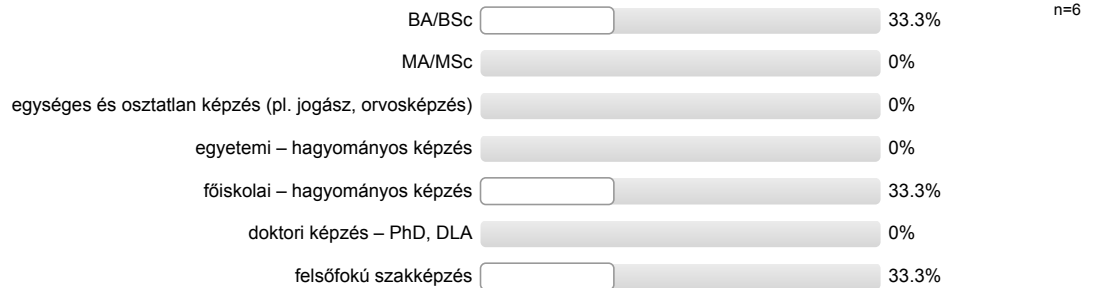 BA/BSc 33.3% n=6
MA/MSc 0%
egységes és osztatlan képzés (pl. jogász, orvosképzés) 0%
egyetemi – hagyományos képzés 0%
főiskolai – hagyományos képzés 33.3%
doktori képzés – PhD, DLA 0%
felsőfokú szakképzés 33.3%